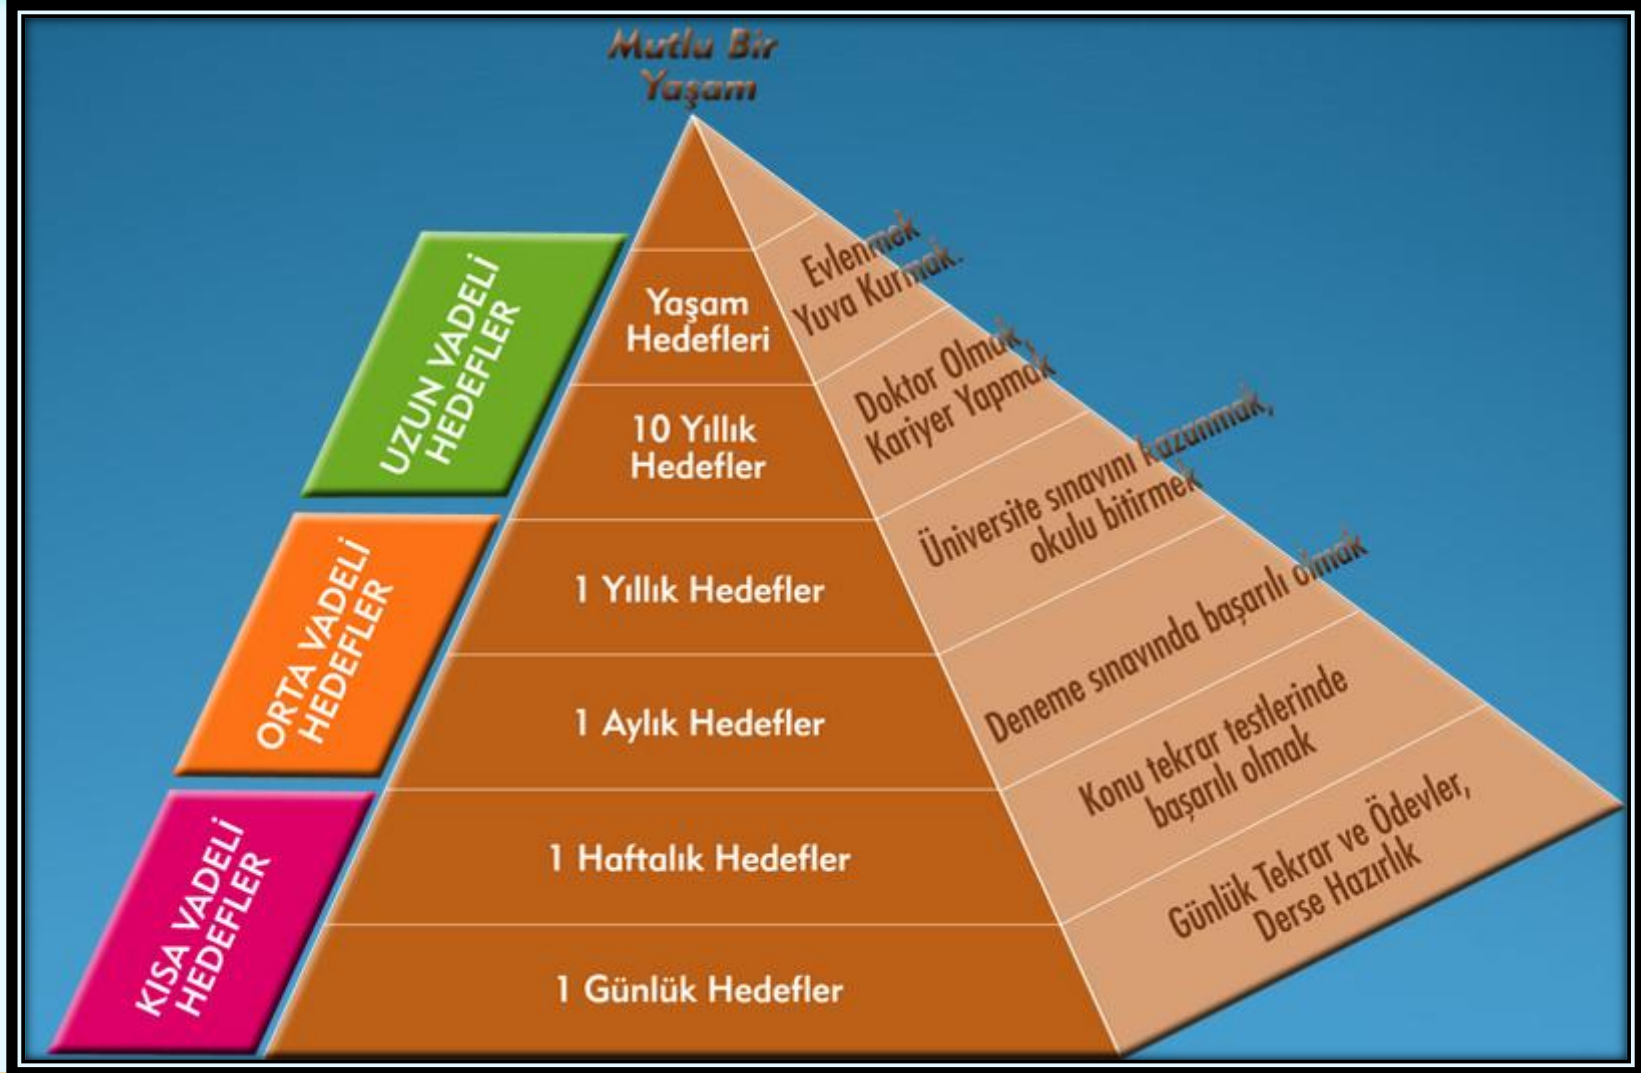 Mutlu Bir
Yaşam
UZUN VADELİ
HEDEFLER
Yaşam
Hedefleri
Evlenmek
Yuva Kurmak.
10 Yıllık
Hedefler
Doktor Olmak,
Kariyer Yapmak
ORTA VADELİ
HEDEFLER
1 Yıllık Hedefler
Üniversite sınavını kazanmak,
okulu bitirmek
1 Aylık Hedefler
Deneme sınavında başarılı olmak
KISA VADELİ
HEDEFLER
1 Haftalık Hedefler
Konu tekrar testlerinde
başarılı olmak
1 Günlük Hedefler
Günlük Tekrar ve Ödevler,
Derse Hazırlık